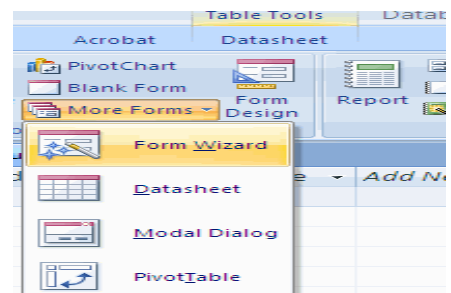 Table Tools Datab
Acrobat Datasheet
PivotChart
Blank Form
More Forms Form Design Report
Form Wizard
Add Ne
Datasheet
Modal Dialog
PivotTable